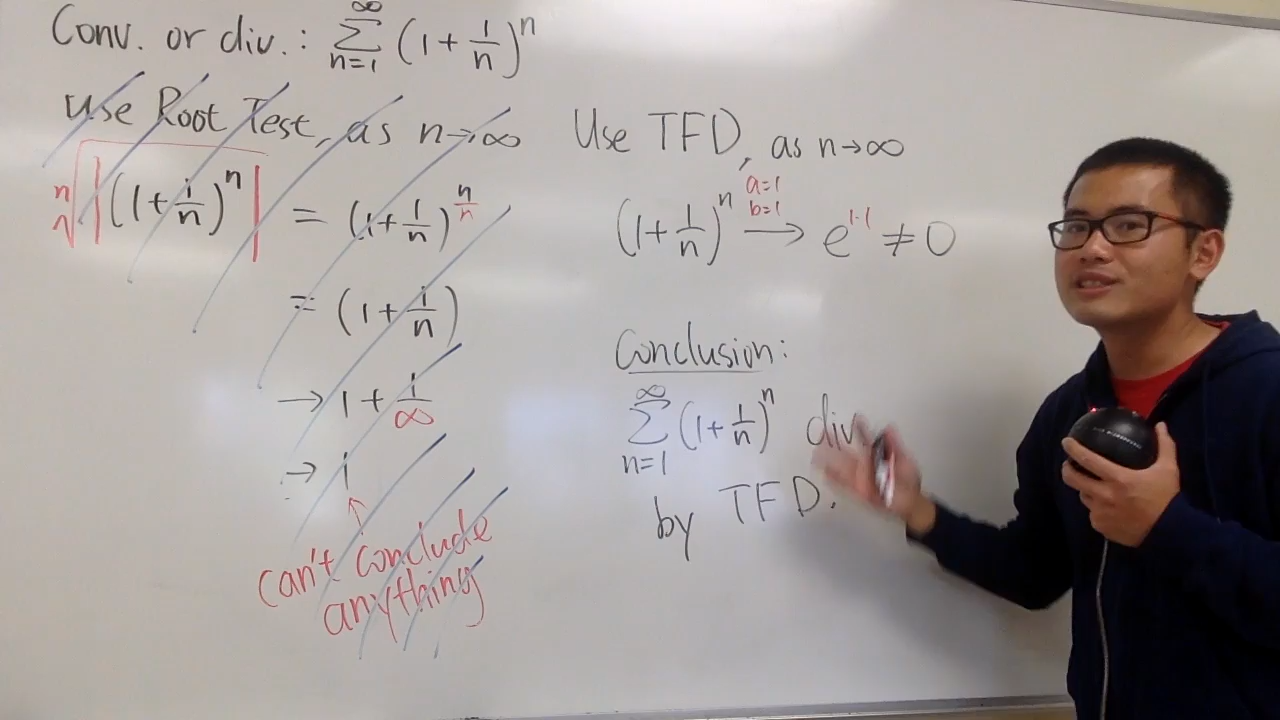 Conv. or div.: ∞∑n=1 (1+1/n)^n
Use Root Test, as n→∞
ⁿ√|(1+1/n)^n| = (1+1/n)^(n/n)
= (1+1/n)
→ 1+1/∞
→ 1
can't conclude
anything
Use TFD, as n→∞
a=1
b=1
(1+1/n)^n → e^(1·1) ≠ 0
Conclusion:
∞∑n=1 (1+1/n)^n div.
by TFD.